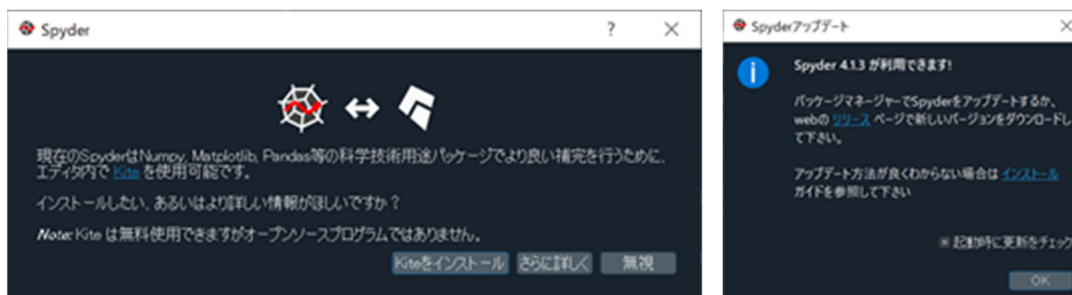 Spyder
現在のSpyderはNumpy, Matplotlib, Pandas等の科学技術用途パッケージでより良い補完を行うために、
エディタ内で Kite を使用可能です。
インストールしたい、あるいはより詳しい情報がほしいですか？
Note: Kite は無料使用できますがオープンソースプログラムではありません。
Kiteをインストール さらに詳しく 無視
Spyderアップデート
Spyder 4.1.3 が利用できます!
パッケージマネージャーでSpyderをアップデートするか、
webの リリース ページで新しいバージョンをダウンロードし
て下さい。
アップデート方法が良くわからない場合は インストール
ガイドを参照して下さい
起動時に更新をチェック
OK